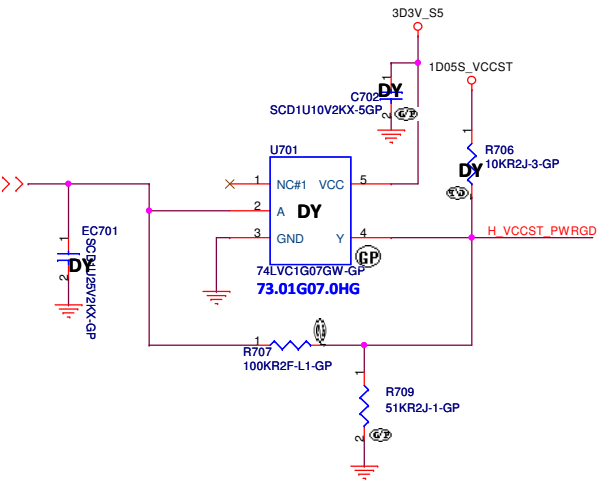 3D3V_S5
1D05S_VCCST
1
DY
C702
SCD1U10V2KX-5GP
2
G/P
1
R706
DY
10KR2J-3-GP
2
U701
1
NC#1
VCC
5
2
A
DY
3
GND
Y
4
H_VCCST_PWRGD
GP
74LVC1G07GW-GP
73.01G07.0HG
EC701
SCD1U25V2KX-GP
1
DY
2
1
R707
2
100KR2F-L1-GP
1
R709
51KR2J-1-GP
2
G/P